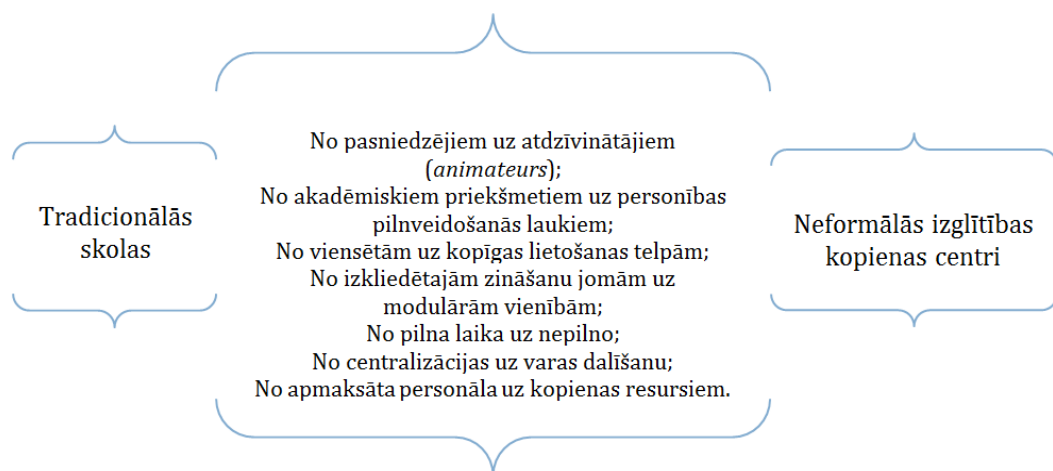 Tradicionālās
skolas
No pasniedzējiem uz atdzīvinātājiem
(animateurs);
No akadēmiskiem priekšmetiem uz personības
pilnveidošanās laukiem;
No viensētām uz kopīgas lietošanas telpām;
No izkliedētajām zināšanu jomām uz
modulārām vienībām;
No pilna laika uz nepilno;
No centralizācijas uz varas dalīšanu;
No apmaksāta personāla uz kopienas resursiem.
Neformālās izglītības
kopienas centri